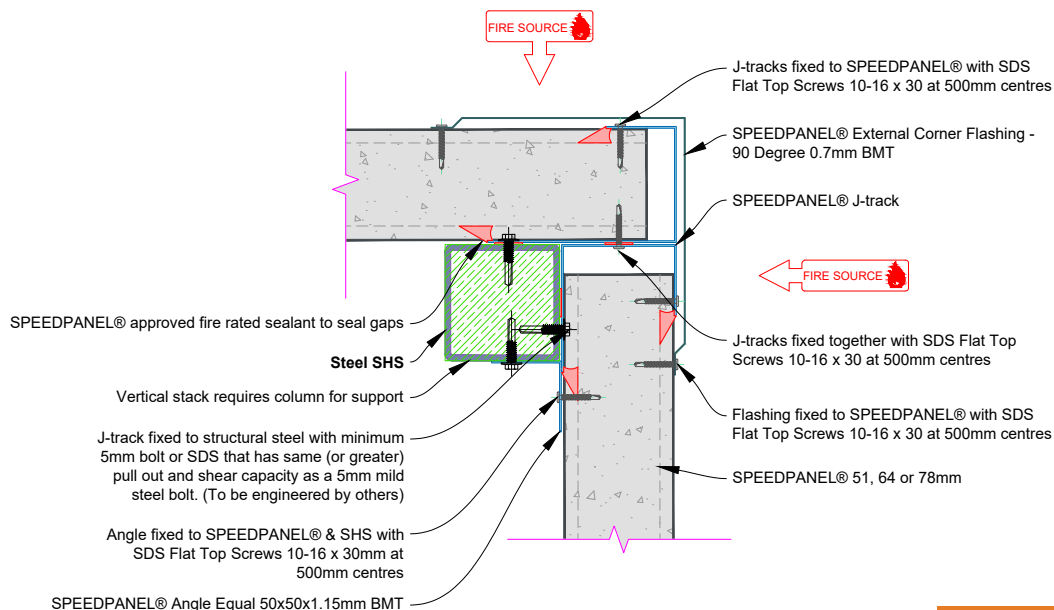 FIRE SOURCE
J-tracks fixed to SPEEDPANEL® with SDS
Flat Top Screws 10-16 x 30 at 500mm centres
SPEEDPANEL® External Corner Flashing -
90 Degree 0.7mm BMT
SPEEDPANEL® J-track
FIRE SOURCE
J-tracks fixed together with SDS Flat Top
Screws 10-16 x 30 at 500mm centres
Flashing fixed to SPEEDPANEL® with SDS
Flat Top Screws 10-16 x 30 at 500mm centres
SPEEDPANEL® 51, 64 or 78mm
SPEEDPANEL® approved fire rated sealant to seal gaps
Steel SHS
Vertical stack requires column for support
J-track fixed to structural steel with minimum
5mm bolt or SDS that has same (or greater)
pull out and shear capacity as a 5mm mild
steel bolt. (To be engineered by others)
Angle fixed to SPEEDPANEL® & SHS with
SDS Flat Top Screws 10-16 x 30mm at
500mm centres
SPEEDPANEL® Angle Equal 50x50x1.15mm BMT